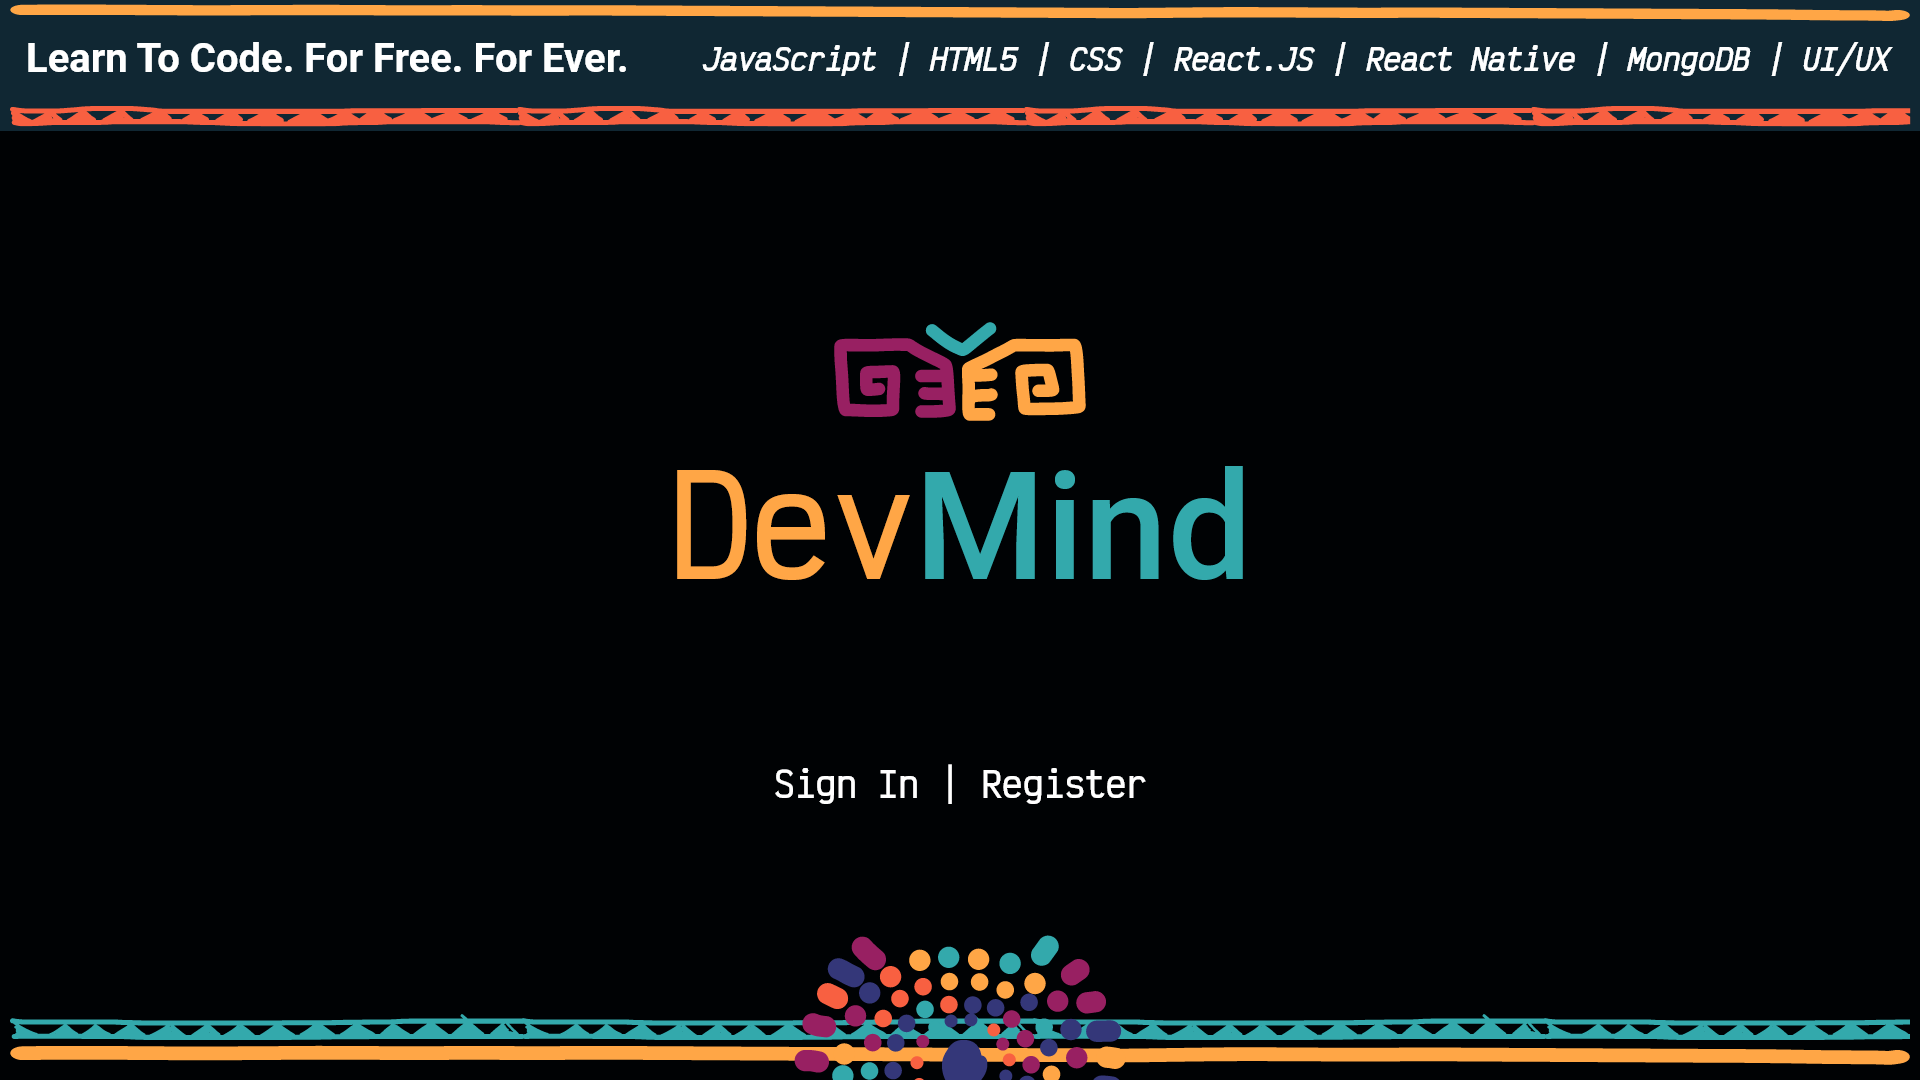 Learn To Code. For Free. For Ever.
JavaScript | HTML5 | CSS | React.JS | React Native | MongoDB | UI/UX
DevMind
Sign In | Register